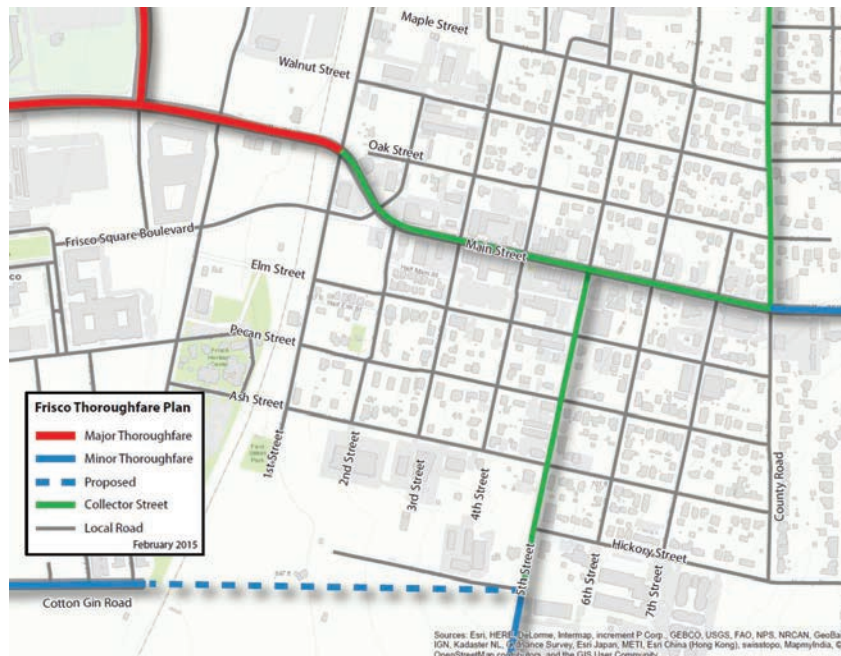 Maple Street
Walnut Street
Oak Street
Frisco Square Boulevard
Main Street
Elm Street
Pecan Street
Ash Street
Frisco Thoroughfare Plan
Major Thoroughfare
Minor Thoroughfare
Proposed
Collector Street
Local Road
February 2015
1st Street
2nd Street
3rd Street
4th Street
5th Street
6th Street
7th Street
County Road
Hickory Street
Cotton Gin Road
Sources: Esri, HERE, DeLorme, Intermap, increment P Corp., GEBCO, USGS, FAO, NPS, NRCAN, GeoBa
IGN, Kadaster NL, Ordnance Survey, Esri Japan, METI, Esri China (Hong Kong), swisstopo, MapmyIndia, ©
OpenStreetMap contributors, and the GIS User Community